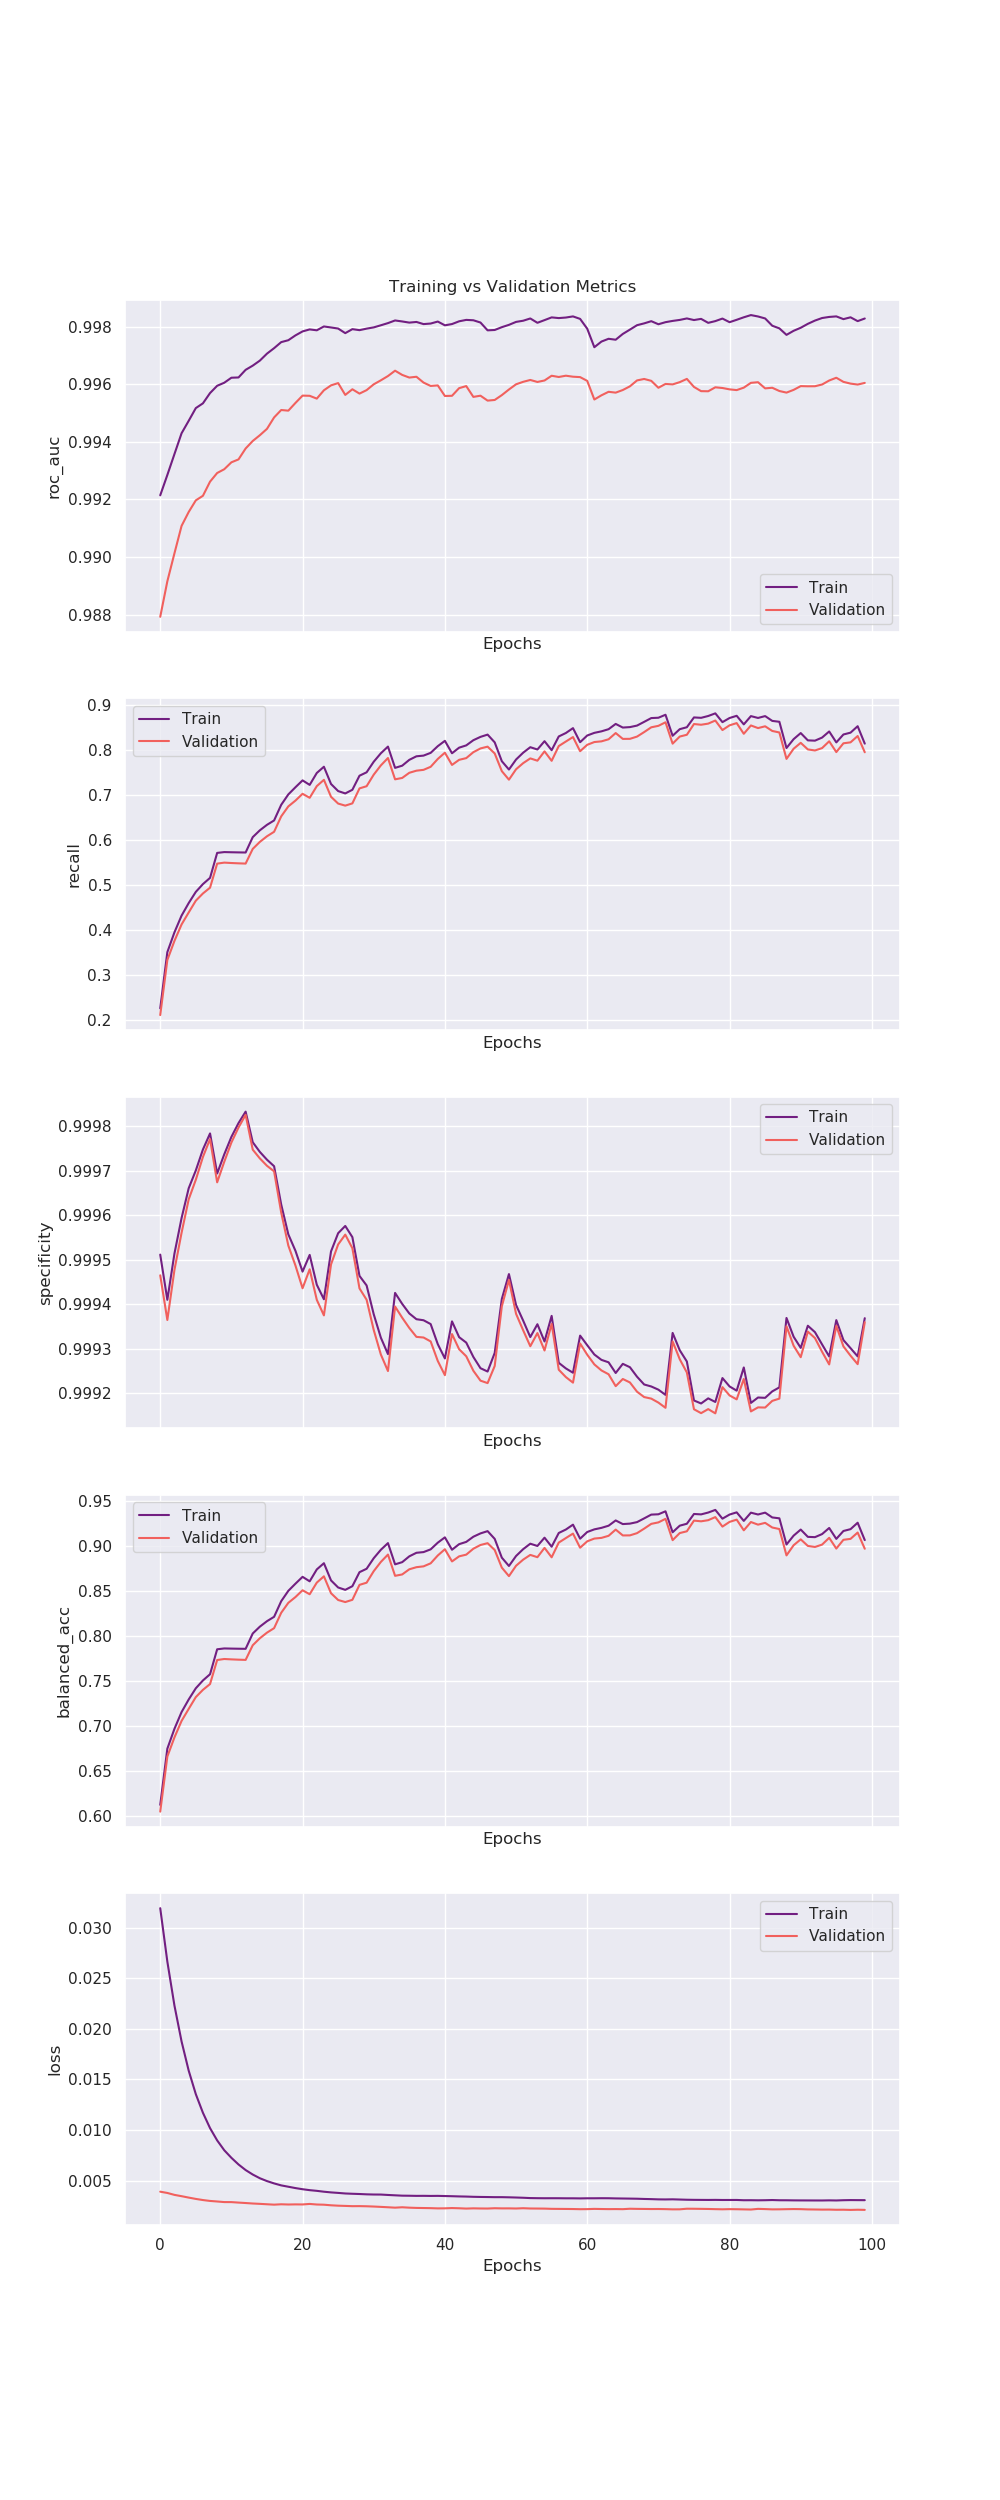 Training vs Validation Metrics
0.998
0.996
0.994
0.992
0.990
0.988
roc_auc
Train
Validation
Epochs
0.9
0.8
0.7
0.6
0.5
0.4
0.3
0.2
recall
Train
Validation
Epochs
0.9998
0.9997
0.9996
0.9995
0.9994
0.9993
0.9992
specificity
Train
Validation
Epochs
0.95
0.90
0.85
0.80
0.75
0.70
0.65
0.60
balanced_acc
Train
Validation
Epochs
0.030
0.025
0.020
0.015
0.010
0.005
loss
Train
Validation
0 20 40 60 80 100
Epochs